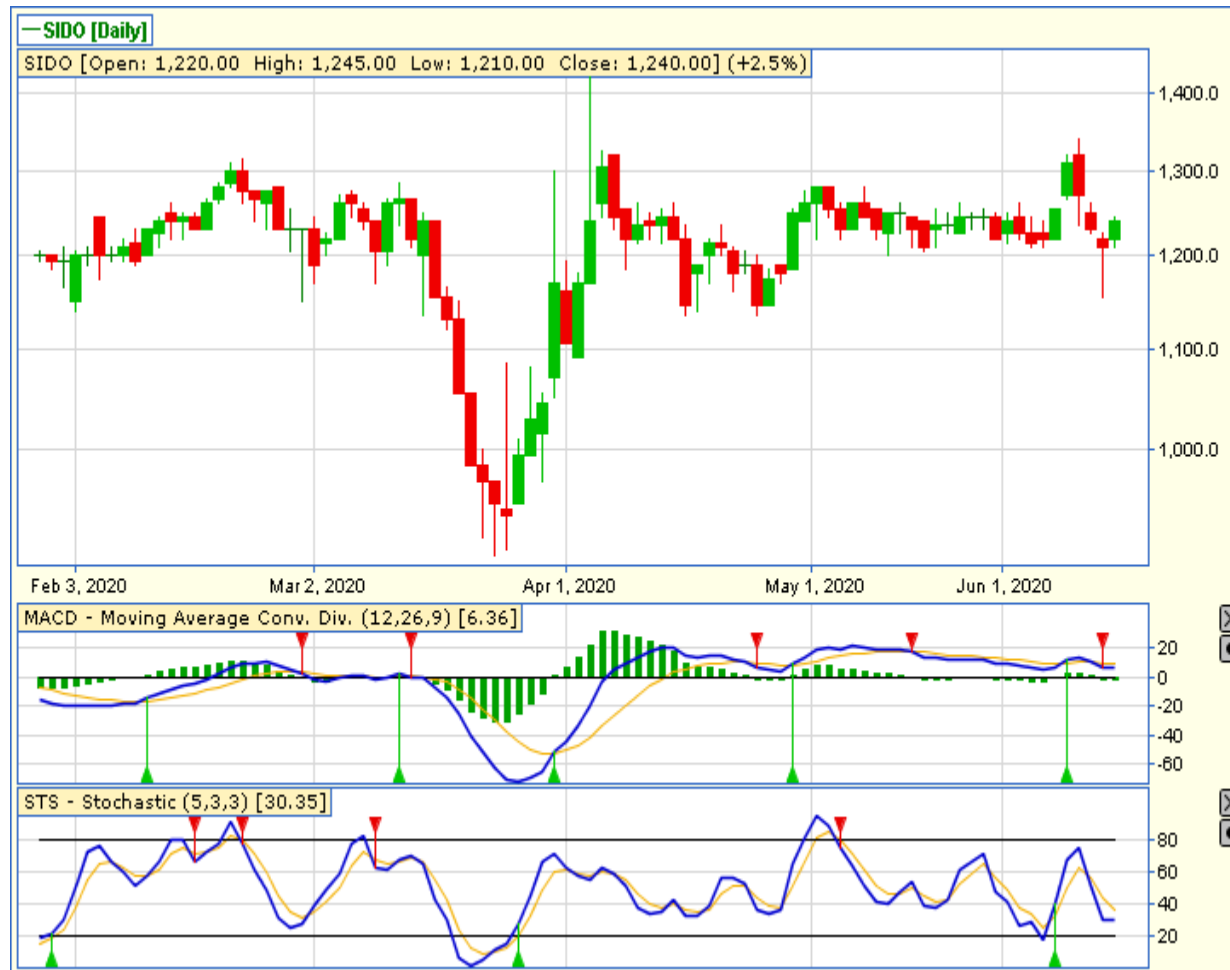 SIDO [Daily]
SIDO [Open: 1,220.00 High: 1,245.00 Low: 1,210.00 Close: 1,240.00] (+2.5%)
1,400.0
1,300.0
1,200.0
1,100.0
1,000.0
Feb 3, 2020 Mar 2, 2020 Apr 1, 2020 May 1, 2020 Jun 1, 2020
MACD - Moving Average Conv. Div. (12,26,9) [6.36]
20
0
-20
-40
-60
STS - Stochastic (5,3,3) [30.35]
80
60
40
20